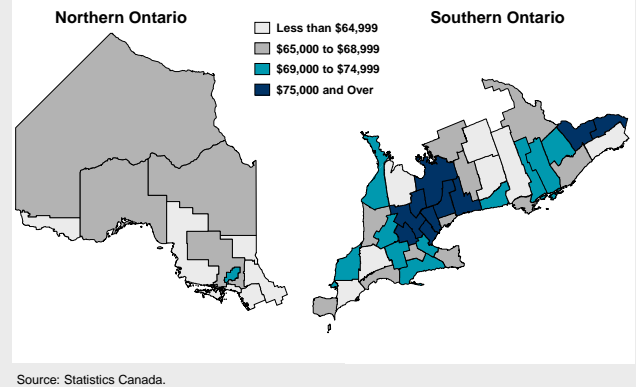 Northern Ontario
Southern Ontario
Less than $64,999
$65,000 to $68,999
$69,000 to $74,999
$75,000 and Over
Source: Statistics Canada.